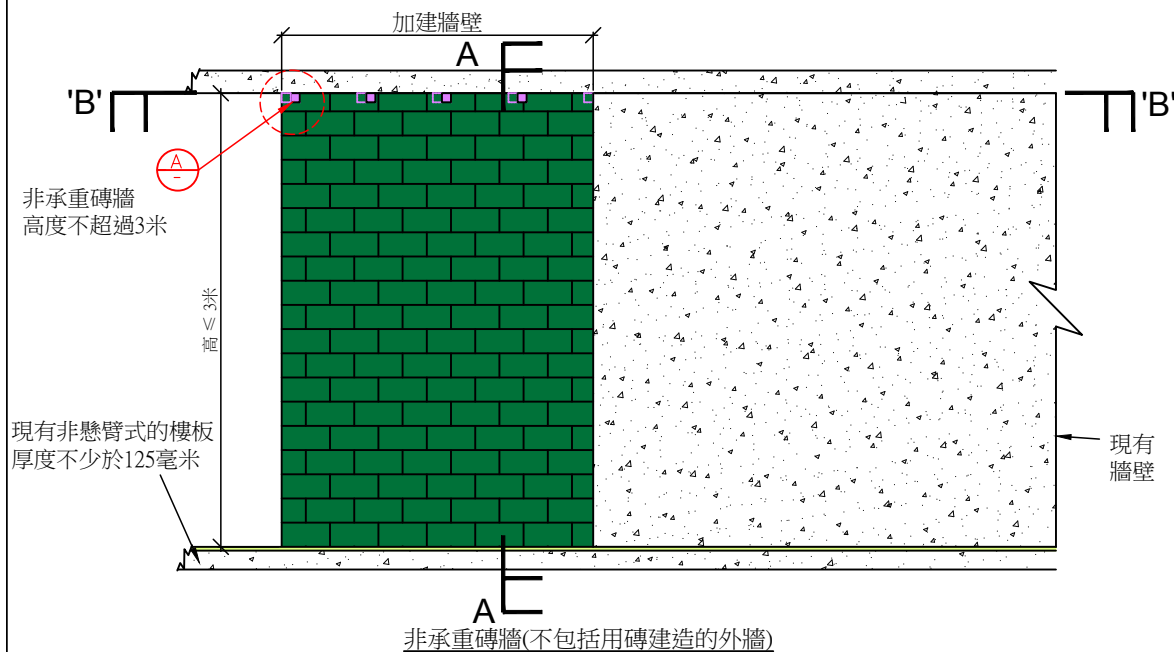 加建牆壁
A
'B'
'B'
A
-
非承重磚牆
高度不超過3米
高 ≤ 3米
現有非懸臂式的樓板
厚度不少於125毫米
現有
牆壁
A
非承重磚牆(不包括用磚建造的外牆)